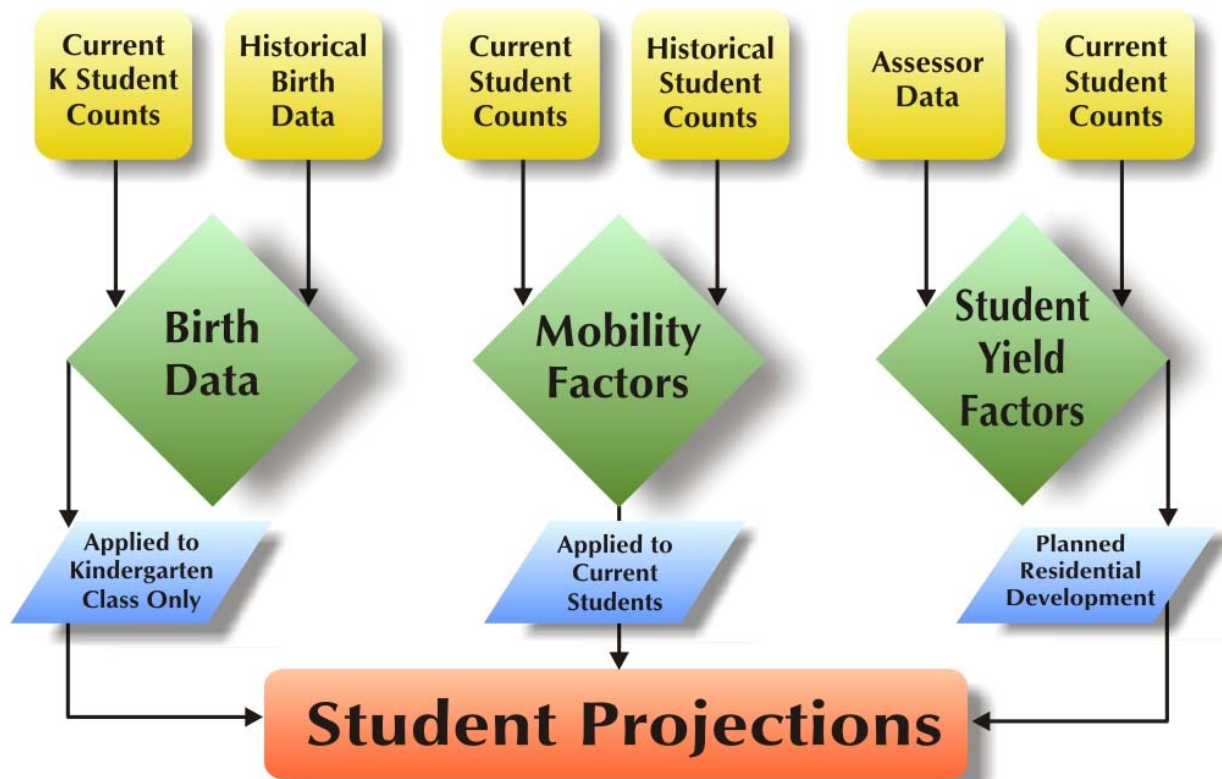 Current
K Student
Counts
Historical
Birth
Data
Current
Student
Counts
Historical
Student
Counts
Assessor
Data
Current
Student
Counts
Birth
Data
Mobility
Factors
Student
Yield
Factors
Applied to
Kindergarten
Class Only
Applied to
Current
Students
Planned
Residential
Development
Student Projections